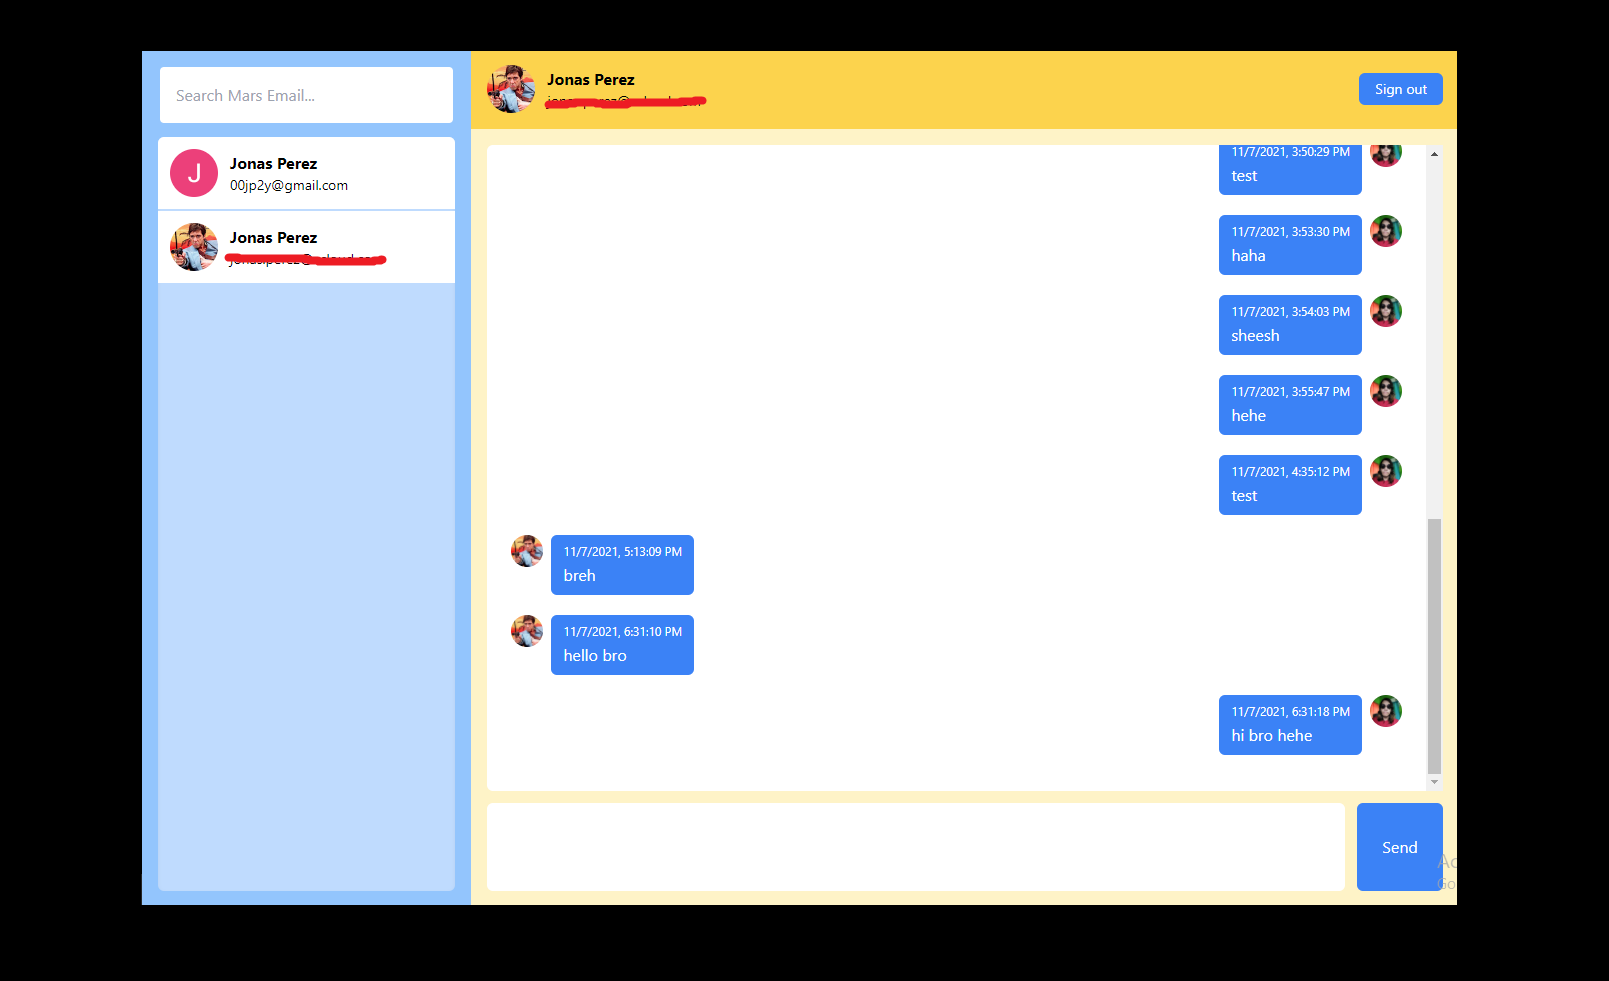 Search Mars Email...
Jonas Perez
00jp2y@gmail.com
Jonas Perez
Jonas Perez
Sign out
11/7/2021, 3:50:29 PM
test
11/7/2021, 3:53:30 PM
haha
11/7/2021, 3:54:03 PM
sheesh
11/7/2021, 3:55:47 PM
hehe
11/7/2021, 4:35:12 PM
test
11/7/2021, 5:13:09 PM
breh
11/7/2021, 6:31:10 PM
hello bro
11/7/2021, 6:31:18 PM
hi bro hehe
Send